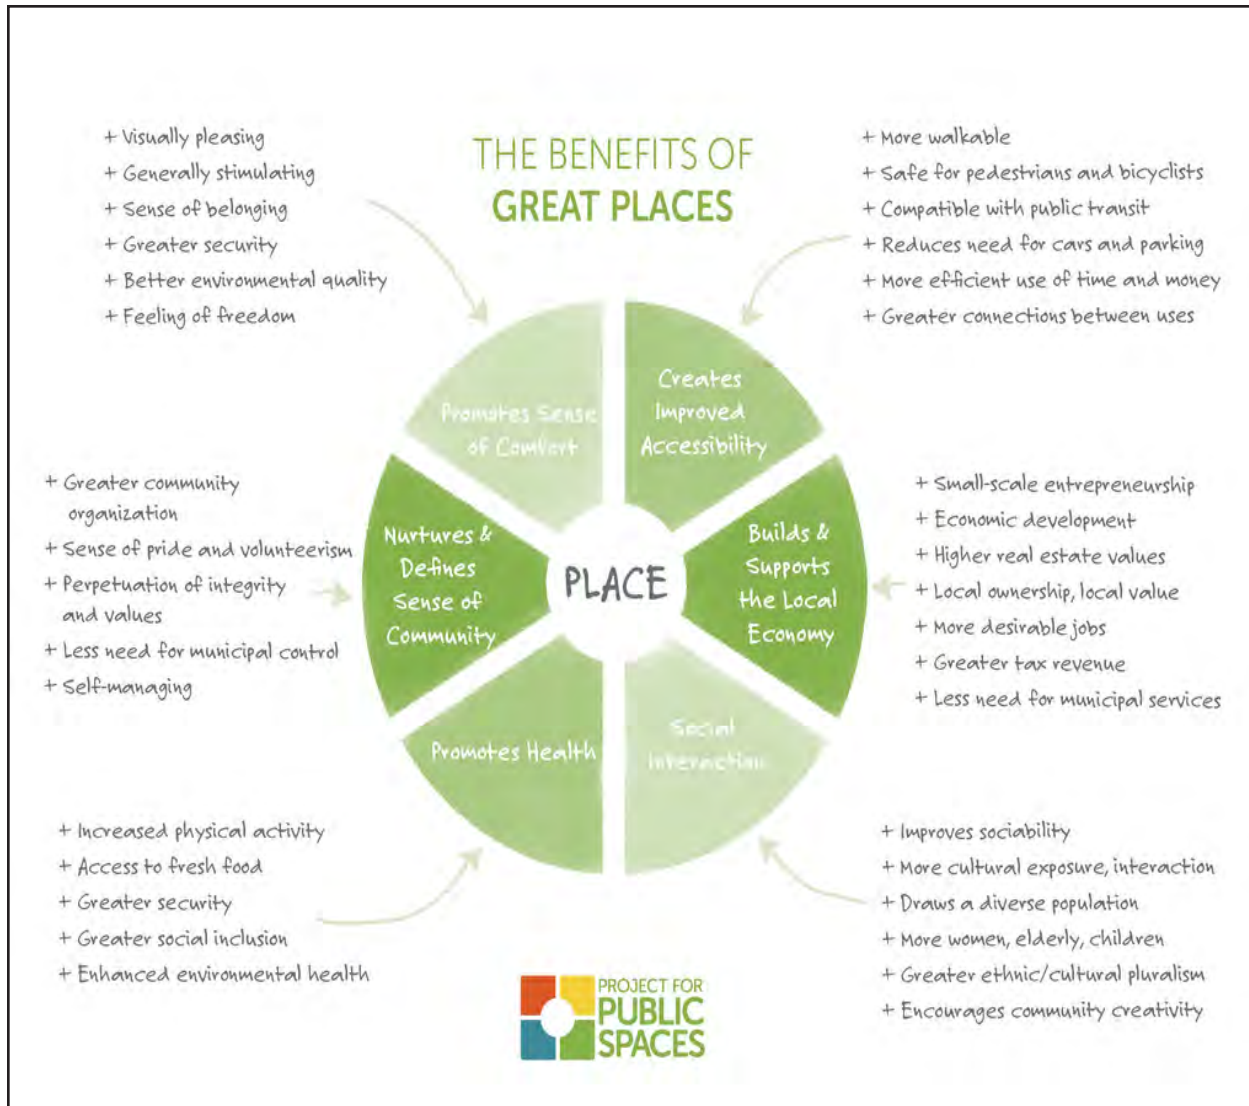 THE BENEFITS OF
GREAT PLACES
+ Visually pleasing
+ Generally stimulating
+ Sense of belonging
+ Greater security
+ Better environmental quality
+ Feeling of freedom
+ More walkable
+ Safe for pedestrians and bicyclists
+ Compatible with public transit
+ Reduces need for cars and parking
+ More efficient use of time and money
+ Greater connections between uses
Promotes Sense
of Comfort
Creates
Improved
Accessibility
+ Greater community
organization
+ Sense of pride and volunteerism
+ Perpetuation of integrity
and values
+ Less need for municipal control
+ Self-managing
Nurtures &
Defines
Sense of
Community
PLACE
Builds &
Supports
the Local
Economy
+ Small-scale entrepreneurship
+ Economic development
+ Higher real estate values
+ Local ownership, local value
+ More desirable jobs
+ Greater tax revenue
+ Less need for municipal services
Promotes Health
Social
Interaction
+ Increased physical activity
+ Access to fresh food
+ Greater security
+ Greater social inclusion
+ Enhanced environmental health
+ Improves sociability
+ More cultural exposure, interaction
+ Draws a diverse population
+ More women, elderly, children
+ Greater ethnic/cultural pluralism
+ Encourages community creativity
PROJECT FOR
PUBLIC
SPACES